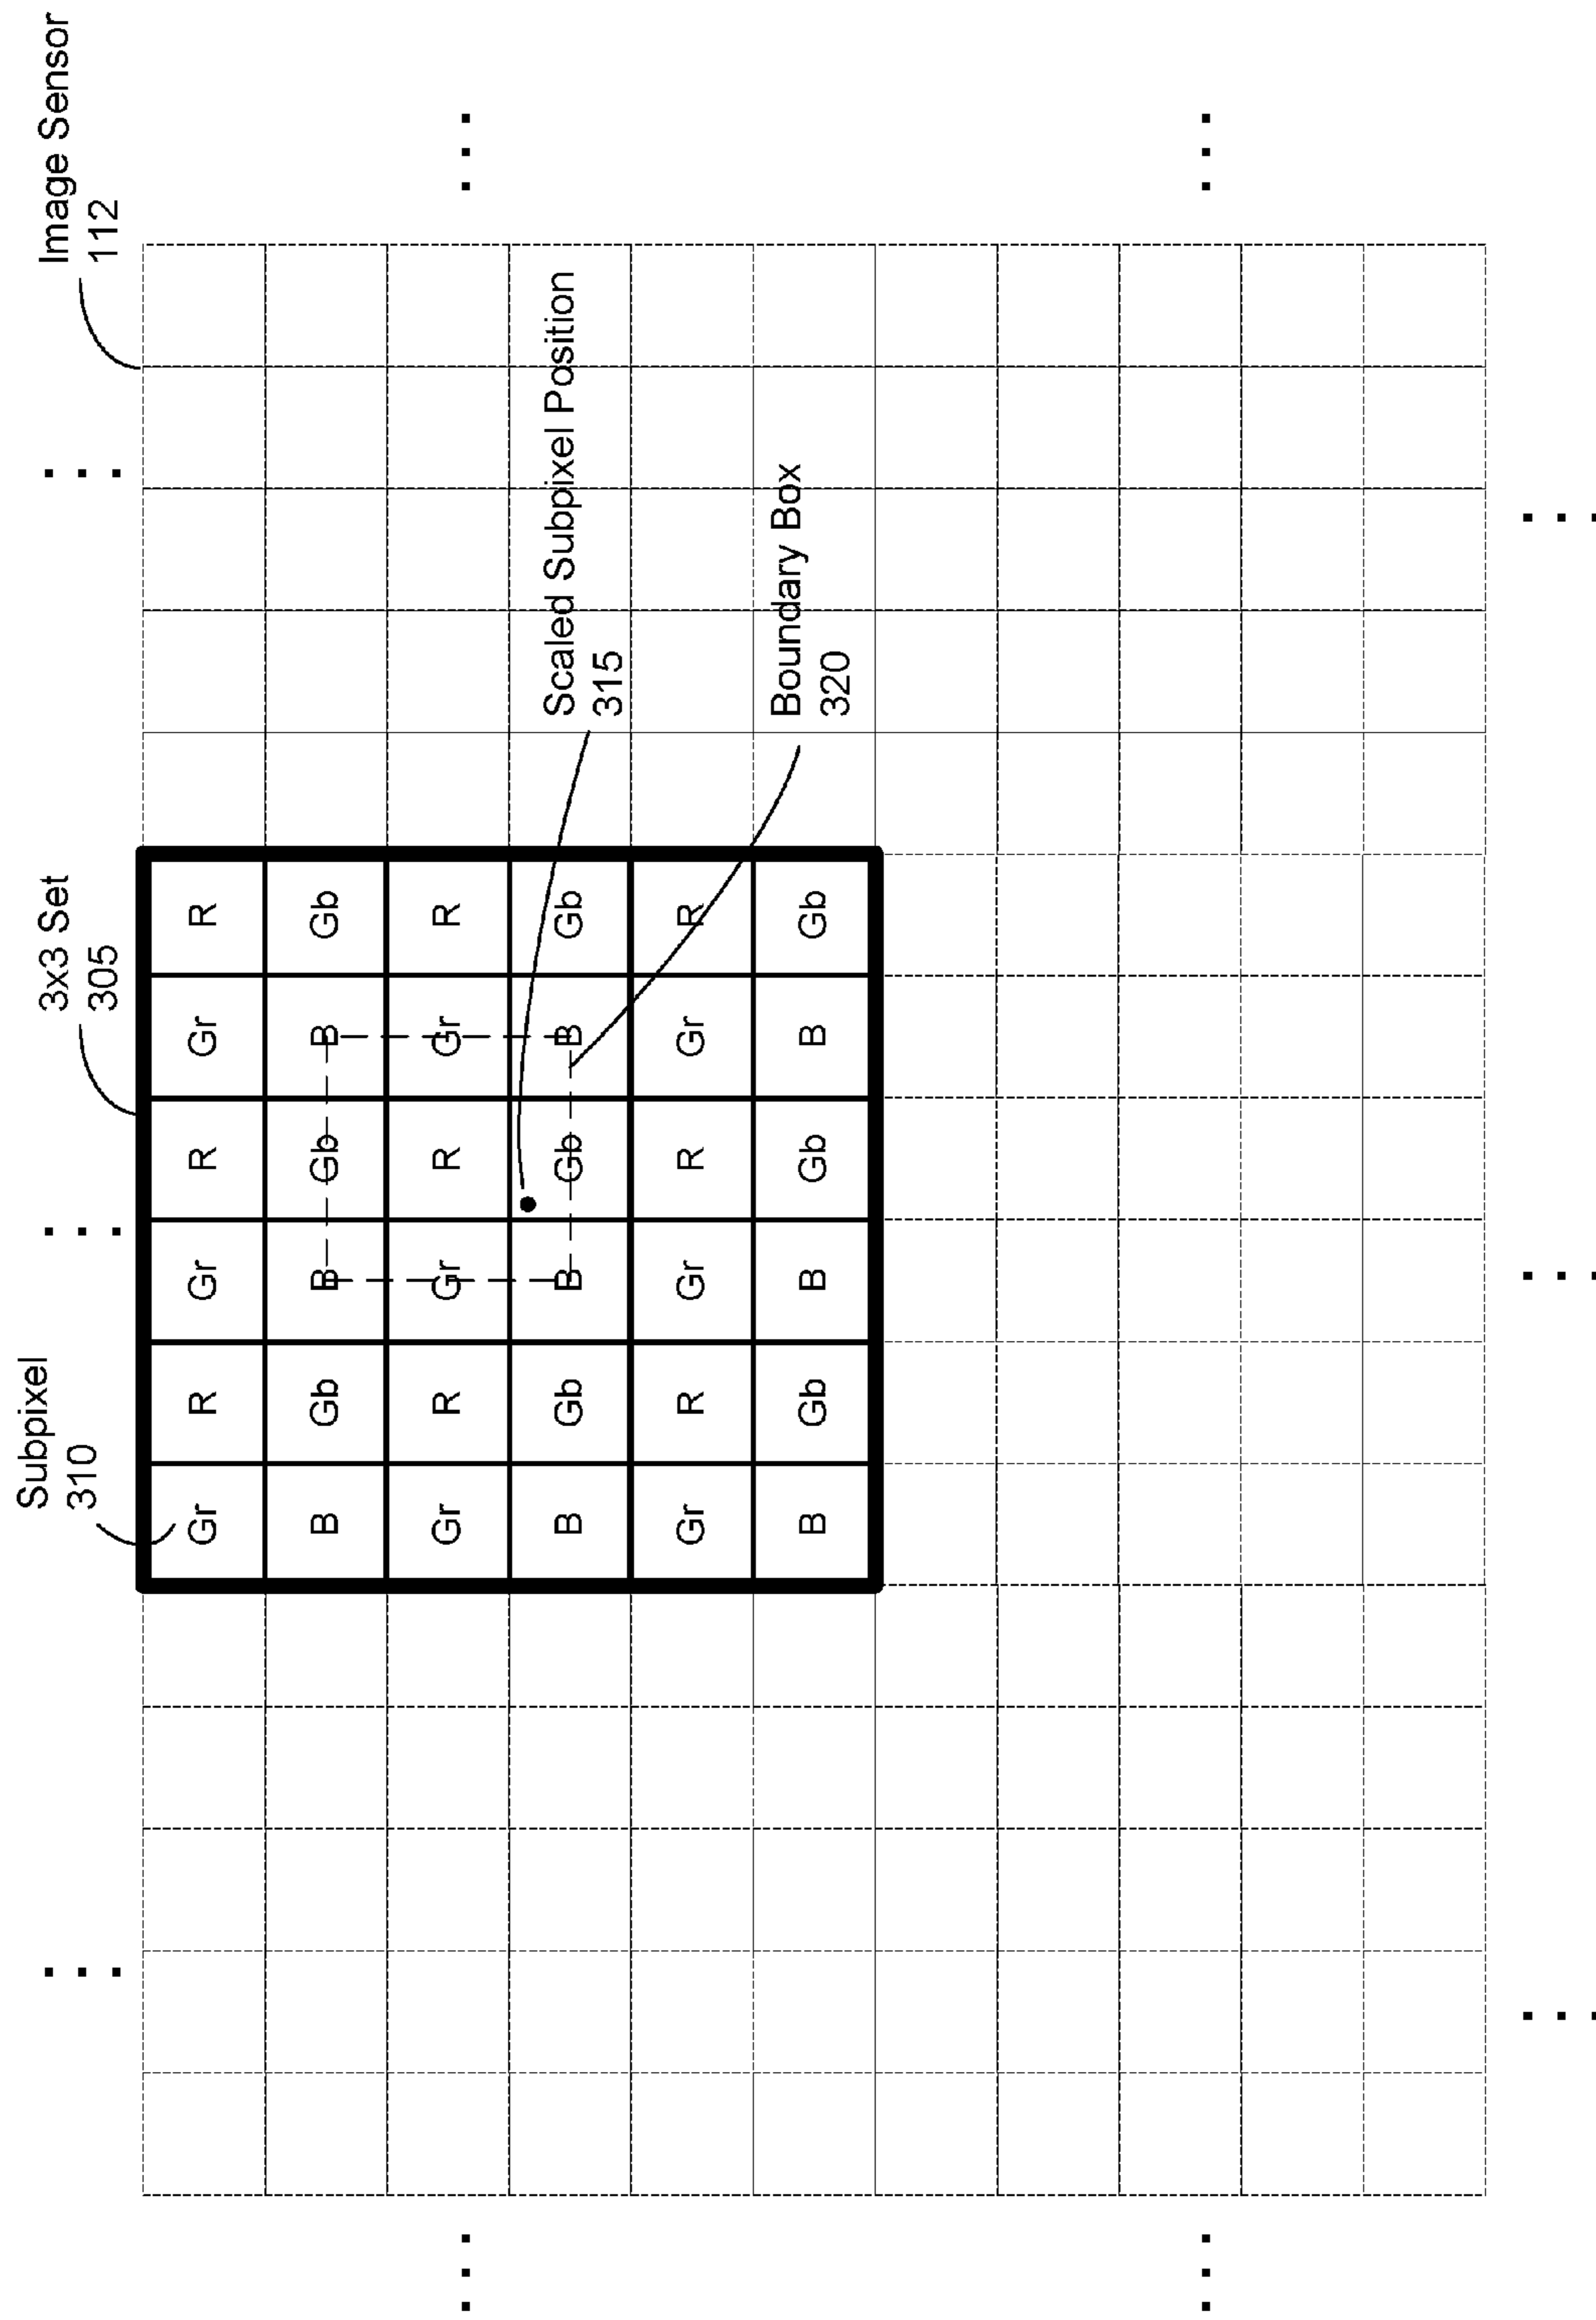 Subpixel
310
3x3 Set
305
Image Sensor
112
Gr R Gr R Gr R
B Gb B Gb B Gb
Gr R Gr R Gr R
B Gb B Gb B Gb
Scaled Subpixel Position
315
Gr R Gr R Gr R
Boundary Box
320
B Gb B Gb B Gb